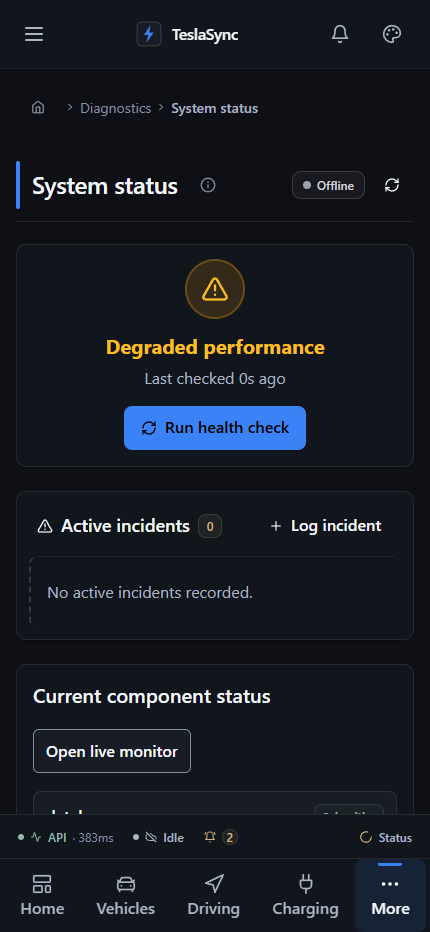 TeslaSync
Diagnostics
System status
System status
Offline
Degraded performance
Last checked 0s ago
Run health check
Active incidents 0
Log incident
No active incidents recorded.
Current component status
Open live monitor
API · 383ms
Idle
2
Status
Home
Vehicles
Driving
Charging
More